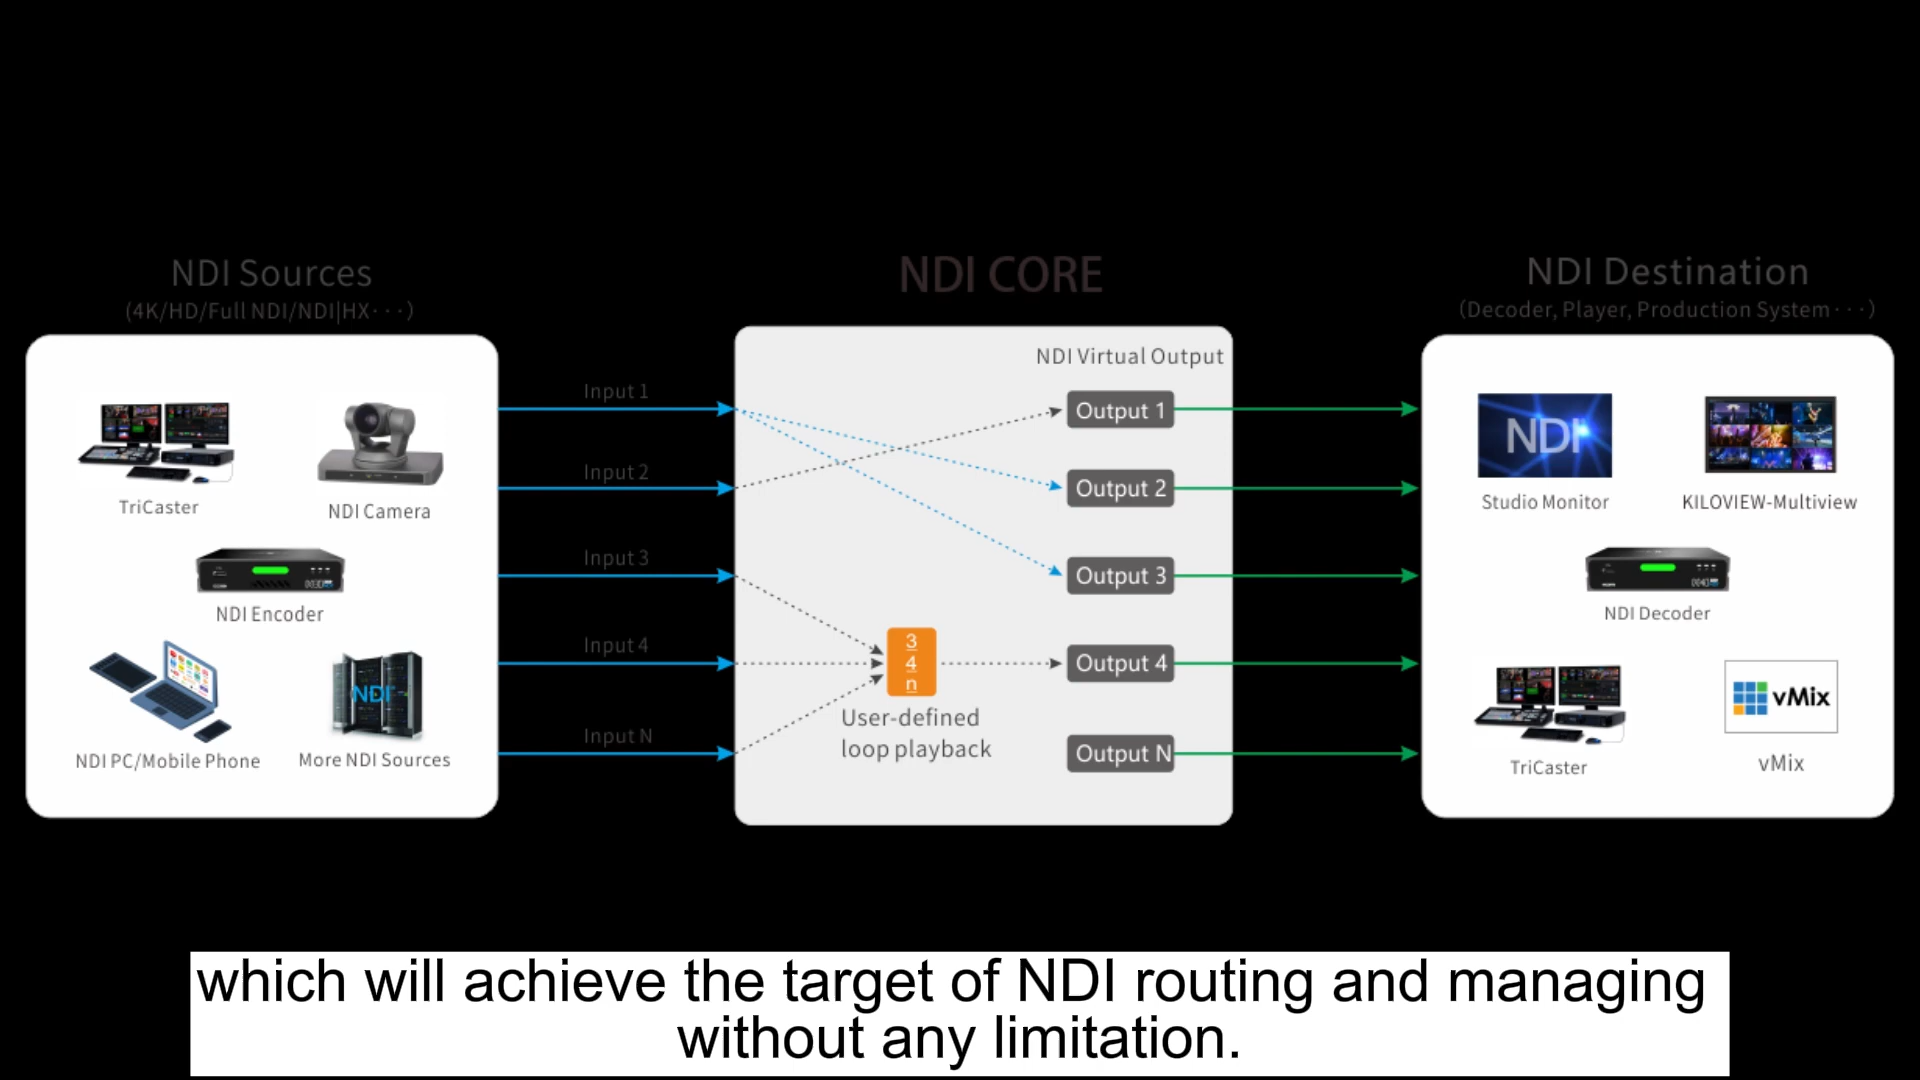 NDI Sources
(4K/HD/Full NDI/NDI|HX···)
TriCaster
NDI Camera
NDI Encoder
NDI
NDI PC/Mobile Phone
More NDI Sources
Input 1
Input 2
Input 3
Input 4
Input N
NDI CORE
NDI Virtual Output
Output 1
Output 2
Output 3
3
4
n
Output 4
User-defined
loop playback
Output N
NDI Destination
(Decoder, Player, Production System···)
NDI
Studio Monitor
KILOVIEW-Multiview
NDI Decoder
TriCaster
vMix
vMix
which will achieve the target of NDI routing and managing
without any limitation.